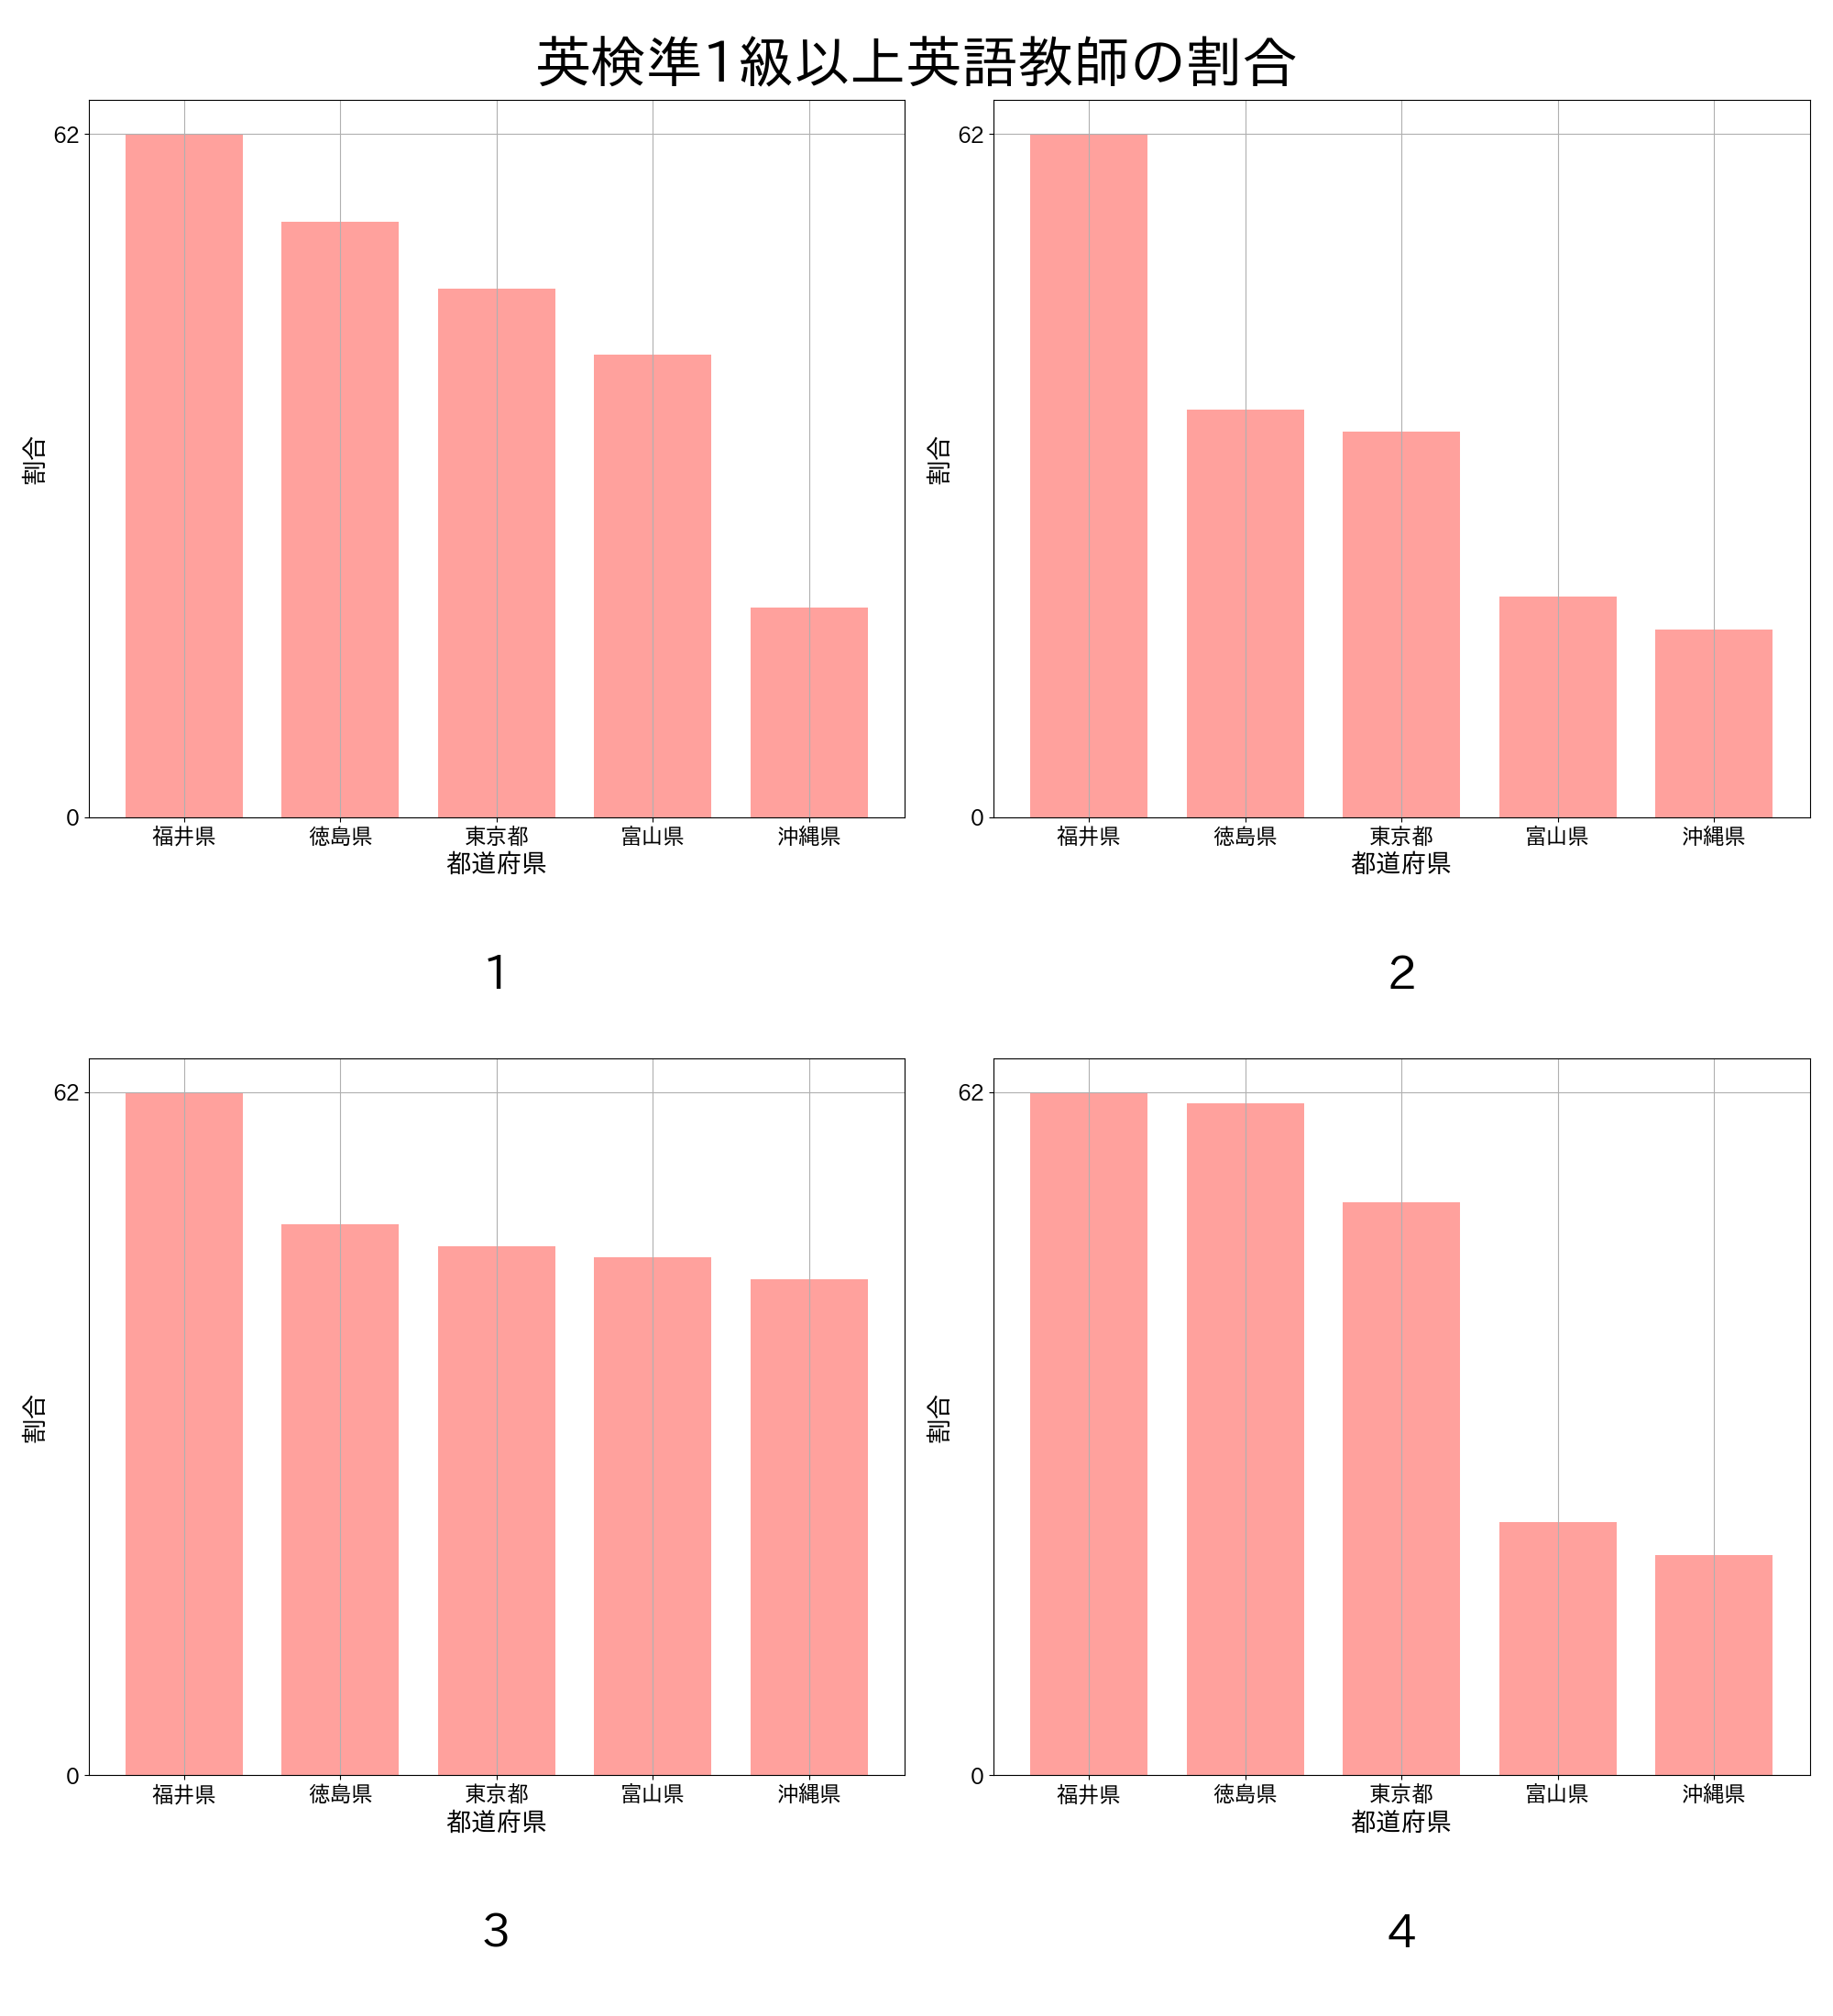 英検準1級以上英語教師の割合
62
0
割合
福井県 徳島県 東京都 富山県 沖縄県
都道府県
1
62
0
割合
福井県 徳島県 東京都 富山県 沖縄県
都道府県
2
62
0
割合
福井県 徳島県 東京都 富山県 沖縄県
都道府県
3
62
0
割合
福井県 徳島県 東京都 富山県 沖縄県
都道府県
4